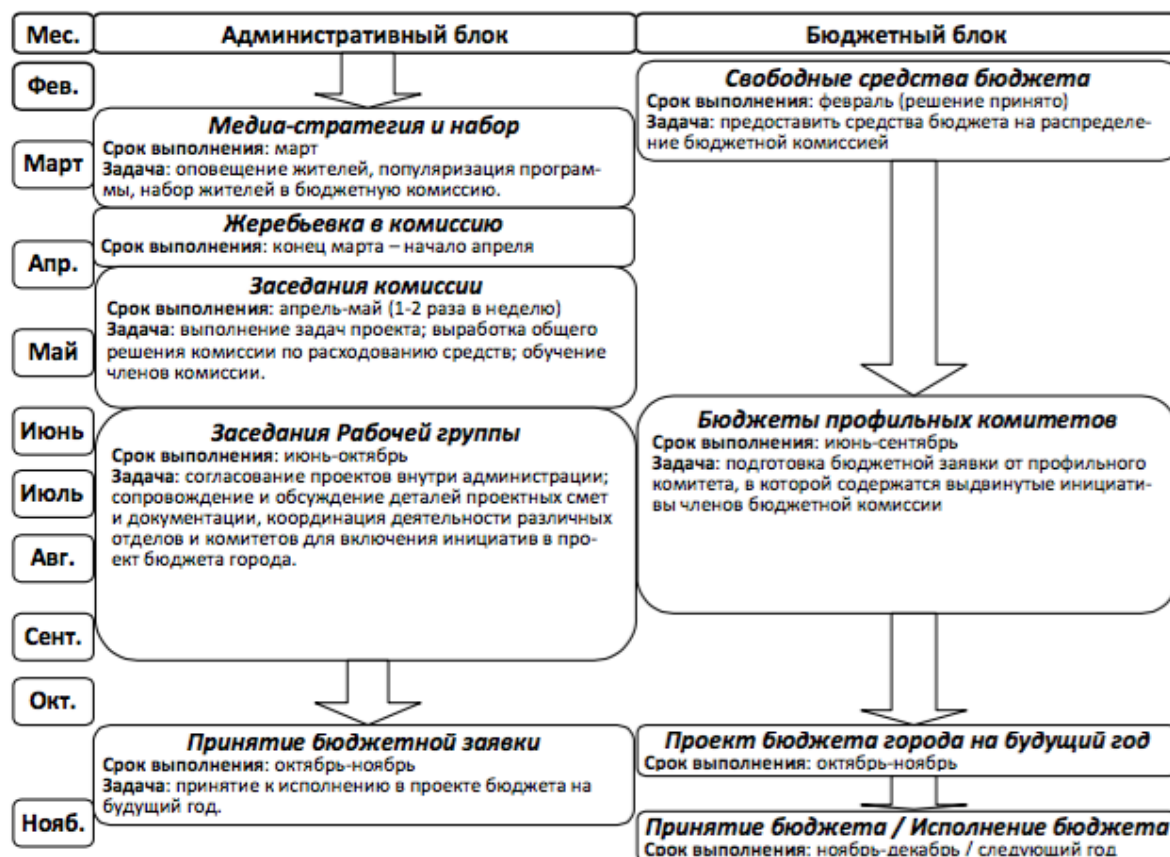 Мес.
Административный блок
Бюджетный блок
Фев.
Март
Апр.
Май
Июнь
Июль
Авг.
Сент.
Окт.
Нояб.
Медиа-стратегия и набор
Срок выполнения: март
Задача: оповещение жителей, популяризация програм-
мы, набор жителей в бюджетную комиссию.
Жеребьевка в комиссию
Срок выполнения: конец марта – начало апреля
Заседания комиссии
Срок выполнения: апрель-май (1-2 раза в неделю)
Задача: выполнение задач проекта; выработка общего
решения комиссии по расходованию средств; обучение
членов комиссии.
Заседания Рабочей группы
Срок выполнения: июнь-октябрь
Задача: согласование проектов внутри администрации;
сопровождение и обсуждение деталей проектных смет
и документации, координация деятельности различных
отделов и комитетов для включения инициатив в про-
ект бюджета города.
Принятие бюджетной заявки
Срок выполнения: октябрь-ноябрь
Задача: принятие к исполнению в проекте бюджета на
будущий год.
Свободные средства бюджета
Срок выполнения: февраль (решение принято)
Задача: предоставить средства бюджета на распределе-
ние бюджетной комиссией
Бюджеты профильных комитетов
Срок выполнения: июнь-сентябрь
Задача: подготовка бюджетной заявки от профильного
комитета, в которой содержатся выдвинутые инициати-
вы членов бюджетной комиссии
Проект бюджета города на будущий год
Срок выполнения: октябрь-ноябрь
Принятие бюджета / Исполнение бюджета
Срок выполнения: ноябрь-декабрь / следующий год